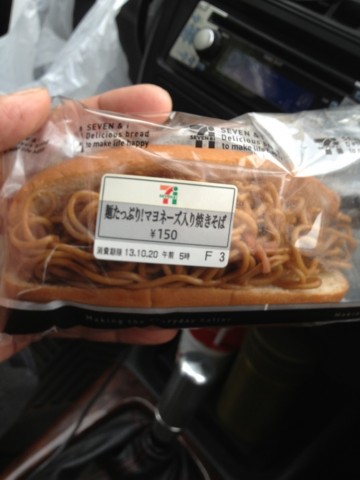 SEVEN & i
Delicious bread
to make life happy
SEVEN & i
Delicious bread
to make life happy
麺たっぷり!マヨネーズ入り焼きそば
¥150
消費期限 13.10.20 午前 5時 F 3